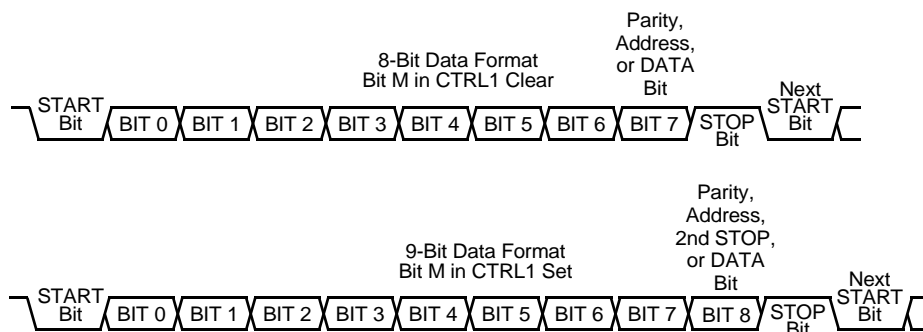 8-Bit Data Format
Bit M in CTRL1 Clear
Parity,
Address,
or DATA
Bit
START
Bit
BIT 0 BIT 1 BIT 2 BIT 3 BIT 4 BIT 5 BIT 6 BIT 7
STOP
Bit
Next
START
Bit
9-Bit Data Format
Bit M in CTRL1 Set
Parity,
Address,
2nd STOP,
or DATA
Bit
START
Bit
BIT 0 BIT 1 BIT 2 BIT 3 BIT 4 BIT 5 BIT 6 BIT 7 BIT 8
STOP
Bit
Next
START
Bit